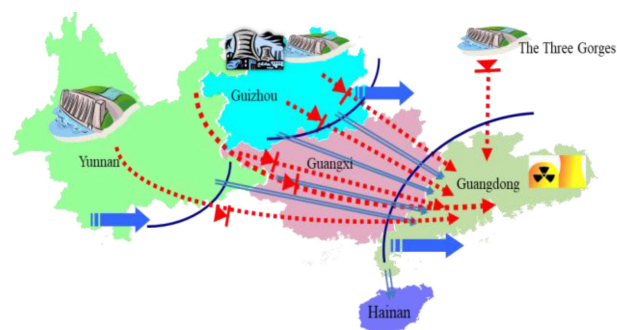 The Three Gorges
Guizhou
Yunnan
Guangxi
Guangdong
Hainan